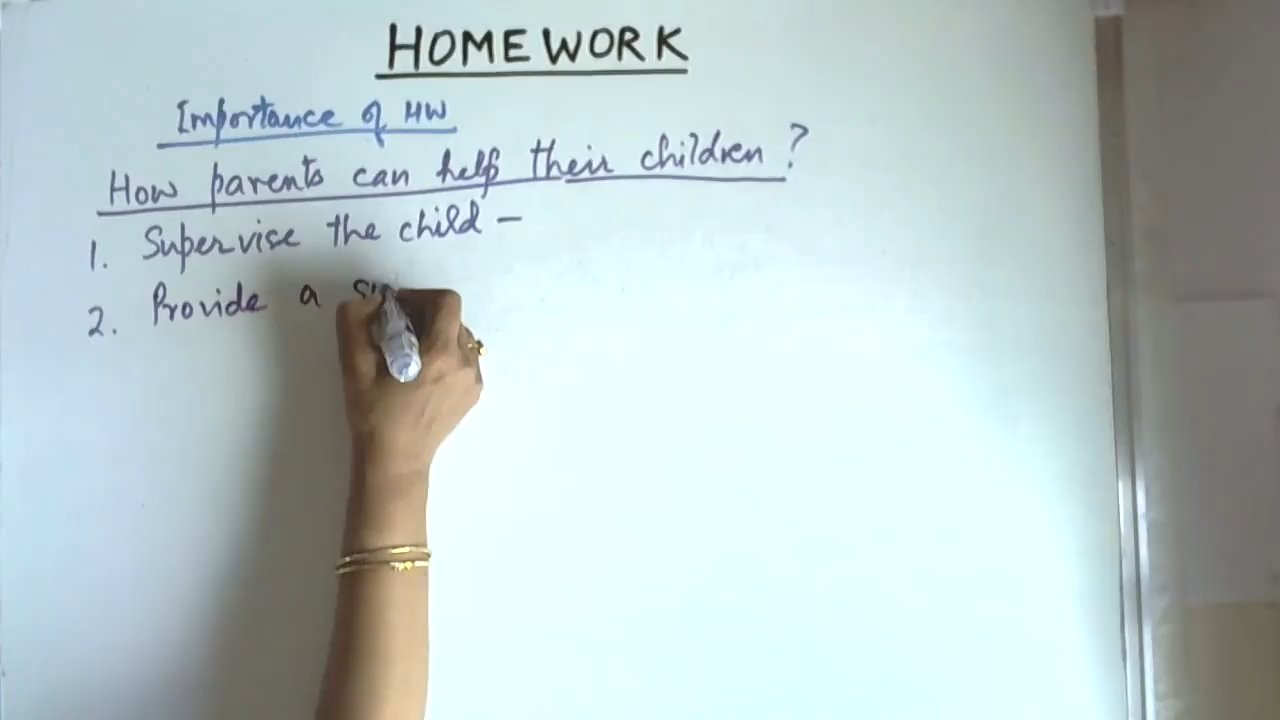 HOMEWORK
Importance of HW
How parents can help their children?
1. Supervise the child -
2. Provide a